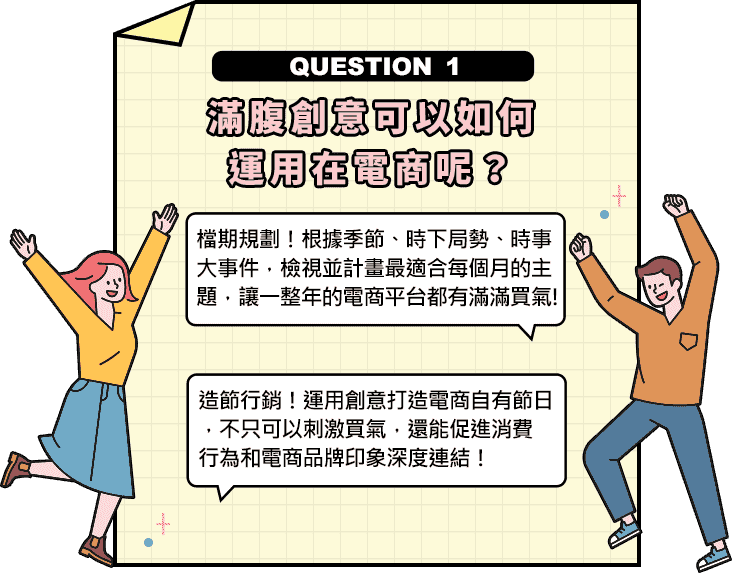 QUESTION 1
滿腹創意可以如何
運用在電商呢？
檔期規劃！根據季節、時下局勢、時事
大事件，檢視並計畫最適合每個月的主
題，讓一整年的電商平台都有滿滿買氣!
造節行銷！運用創意打造電商自有節日
，不只可以刺激買氣，還能促進消費
行為和電商品牌印象深度連結！